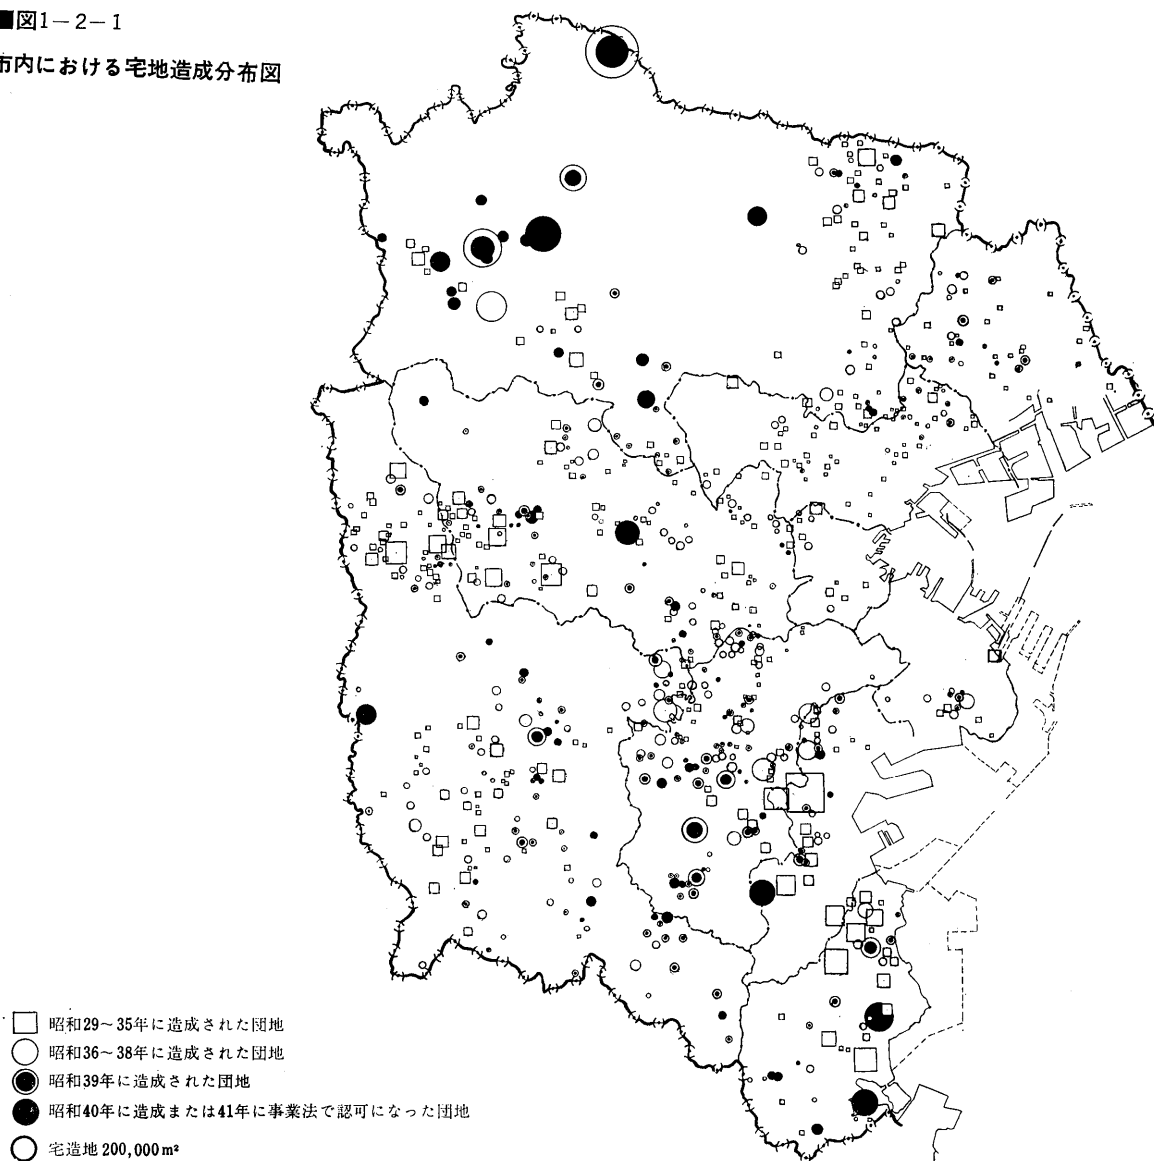 ■図1－2－1
市内における宅地造成分布図
昭和29～35年に造成された団地
昭和36～38年に造成された団地
昭和39年に造成された団地
昭和40年に造成または41年に事業法で認可になった団地
宅造地 200,000m²